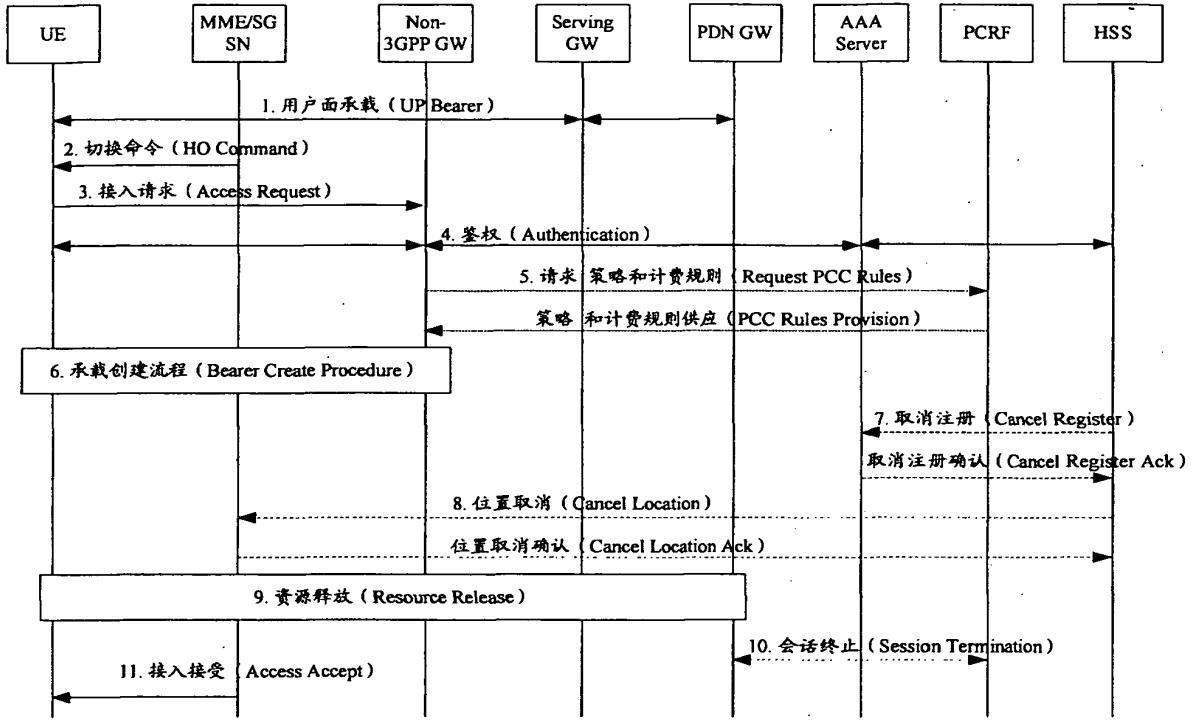 UE
MME/SG
SN
Non-
3GPP GW
Serving
GW
PDN GW
AAA
Server
PCRF
HSS
1. 用户面承载（UP Bearer）
2. 切换命令（HO Command）
3. 接入请求（Access Request）
4. 鉴权（Authentication）
5. 请求 策略和计费规则（Request PCC Rules）
策略 和计费规则供应（PCC Rules Provision）
6. 承载创建流程（Bearer Create Procedure）
7. 取消注册（Cancel Register）
取消注册确认（Cancel Register Ack）
8. 位置取消（Cancel Location）
位置取消确认（Cancel Location Ack）
9. 资源释放（Resource Release）
10. 会话终止（Session Termination）
11. 接入接受（Access Accept）